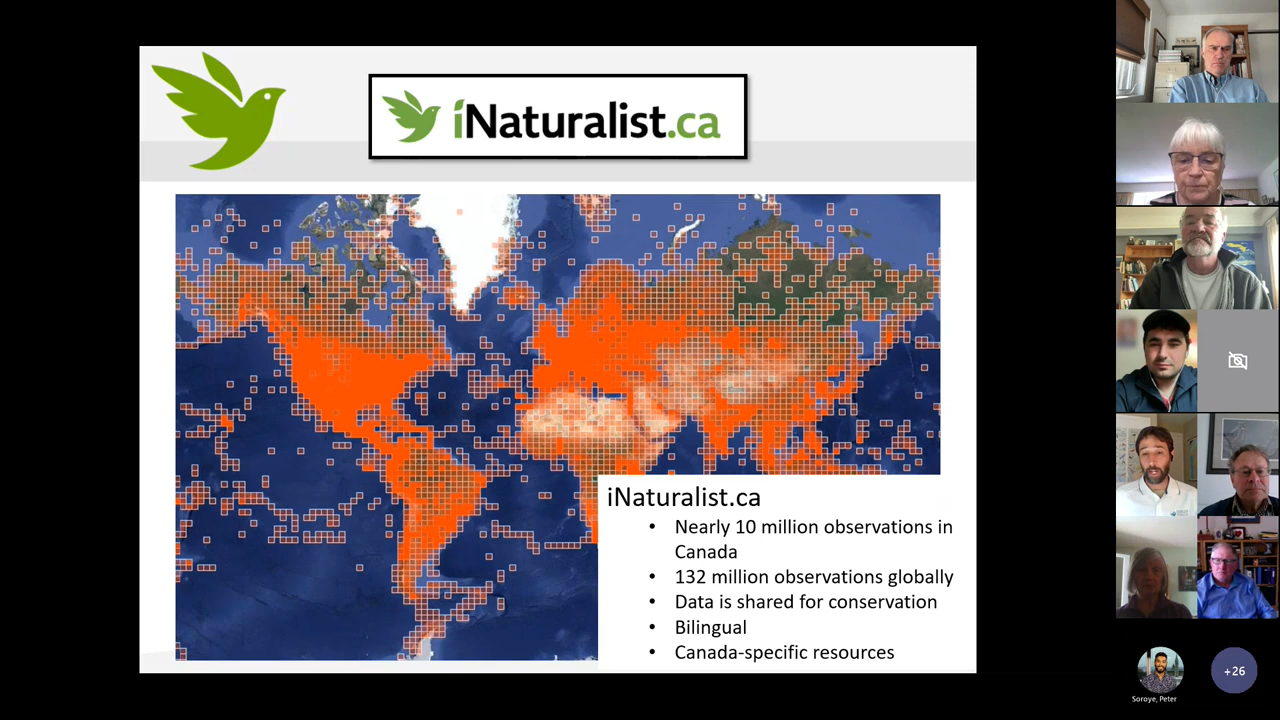 iNaturalist.ca
iNaturalist.ca
• Nearly 10 million observations in
Canada
• 132 million observations globally
• Data is shared for conservation
• Bilingual
• Canada-specific resources
Soroye, Peter
+26